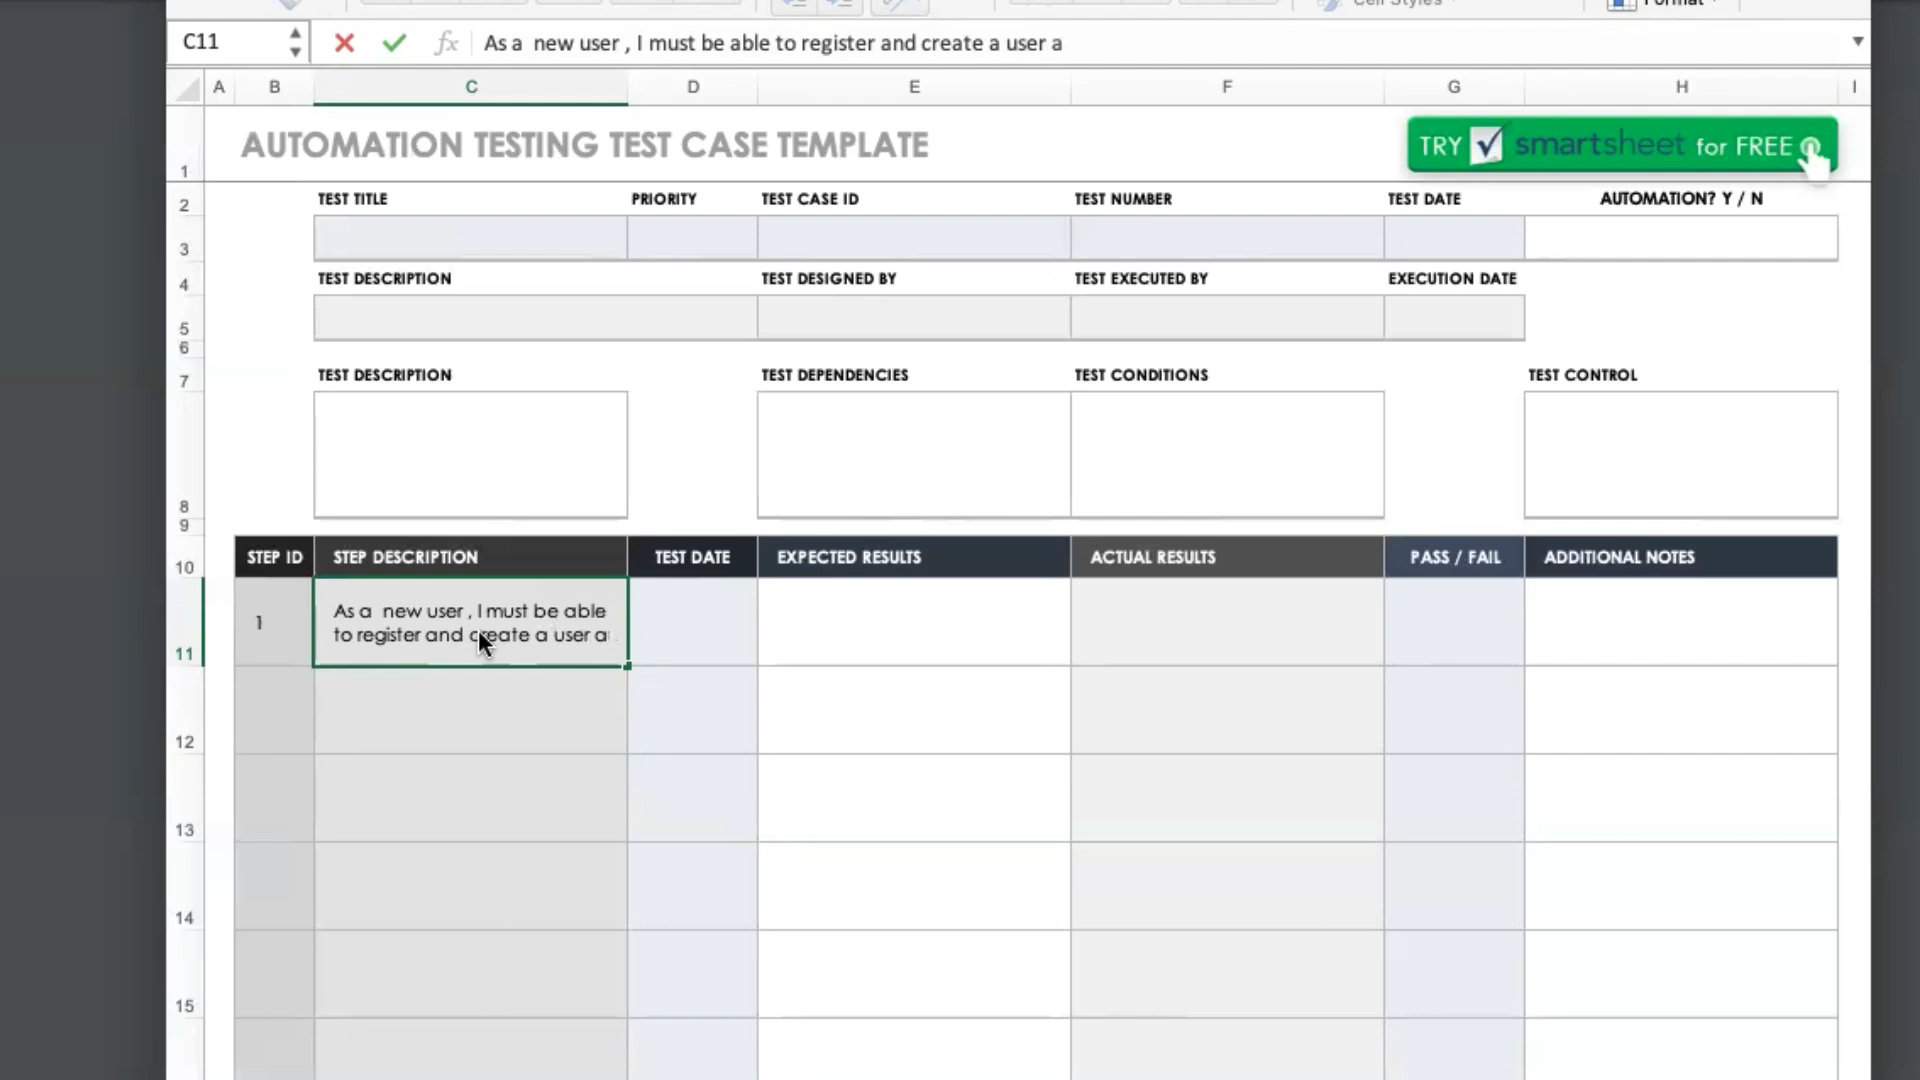 Cell Styles
Format
C11
fx As a  new user , I must be able to register and create a user a
A B C D E F G H I
1 AUTOMATION TESTING TEST CASE TEMPLATE
TRY smartsheet for FREE
2 TEST TITLE PRIORITY TEST CASE ID TEST NUMBER TEST DATE AUTOMATION? Y / N
3
4 TEST DESCRIPTION TEST DESIGNED BY TEST EXECUTED BY EXECUTION DATE
5
6
7 TEST DESCRIPTION TEST DEPENDENCIES TEST CONDITIONS TEST CONTROL
8
9
10 STEP ID STEP DESCRIPTION TEST DATE EXPECTED RESULTS ACTUAL RESULTS PASS / FAIL ADDITIONAL NOTES
As a  new user , I must be able
1 to register and create a user a
11
12
13
14
15